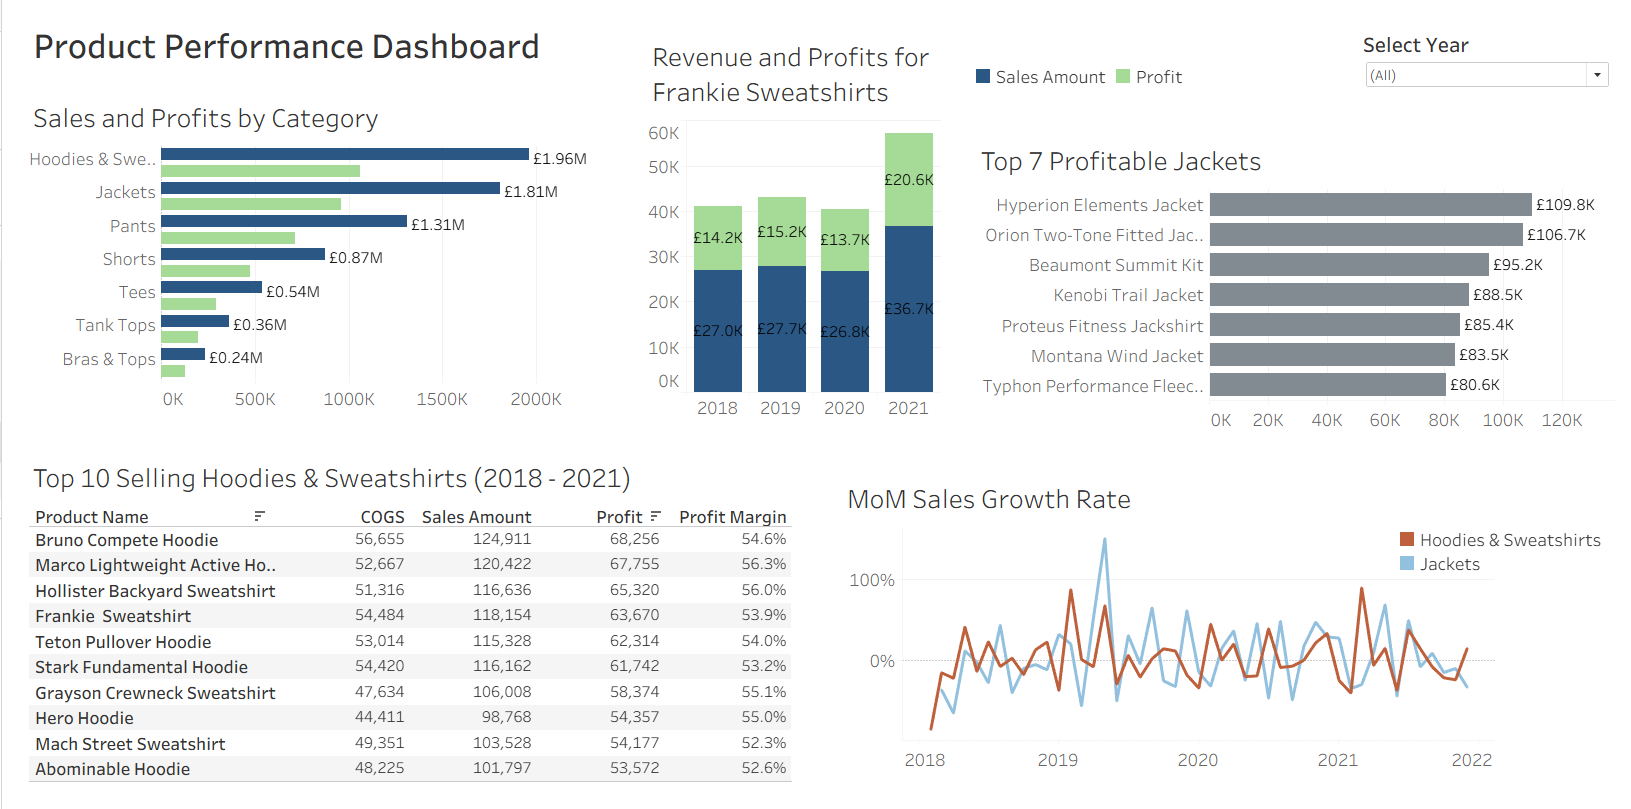 Product Performance Dashboard
Sales and Profits by Category
Hoodies & Swe..
£1.96M
Jackets
£1.81M
Pants
£1.31M
Shorts
£0.87M
Tees
£0.54M
Tank Tops
£0.36M
Bras & Tops
£0.24M
0K 500K 1000K 1500K 2000K
Revenue and Profits for
Frankie Sweatshirts
60K
50K
40K
30K
20K
10K
0K
£14.2K £15.2K £13.7K £20.6K
£27.0K £27.7K £26.8K £36.7K
2018 2019 2020 2021
Sales Amount Profit
Select Year
(All)
Top 7 Profitable Jackets
Hyperion Elements Jacket £109.8K
Orion Two-Tone Fitted Jac.. £106.7K
Beaumont Summit Kit £95.2K
Kenobi Trail Jacket £88.5K
Proteus Fitness Jackshirt £85.4K
Montana Wind Jacket £83.5K
Typhon Performance Fleec.. £80.6K
0K 20K 40K 60K 80K 100K 120K
Top 10 Selling Hoodies & Sweatshirts (2018 - 2021)
Product Name COGS Sales Amount Profit Profit Margin
Bruno Compete Hoodie 56,655 124,911 68,256 54.6%
Marco Lightweight Active Ho.. 52,667 120,422 67,755 56.3%
Hollister Backyard Sweatshirt 51,316 116,636 65,320 56.0%
Frankie  Sweatshirt 54,484 118,154 63,670 53.9%
Teton Pullover Hoodie 53,014 115,328 62,314 54.0%
Stark Fundamental Hoodie 54,420 116,162 61,742 53.2%
Grayson Crewneck Sweatshirt 47,634 106,008 58,374 55.1%
Hero Hoodie 44,411 98,768 54,357 55.0%
Mach Street Sweatshirt 49,351 103,528 54,177 52.3%
Abominable Hoodie 48,225 101,797 53,572 52.6%
MoM Sales Growth Rate
Hoodies & Sweatshirts
Jackets
100%
0%
2018 2019 2020 2021 2022